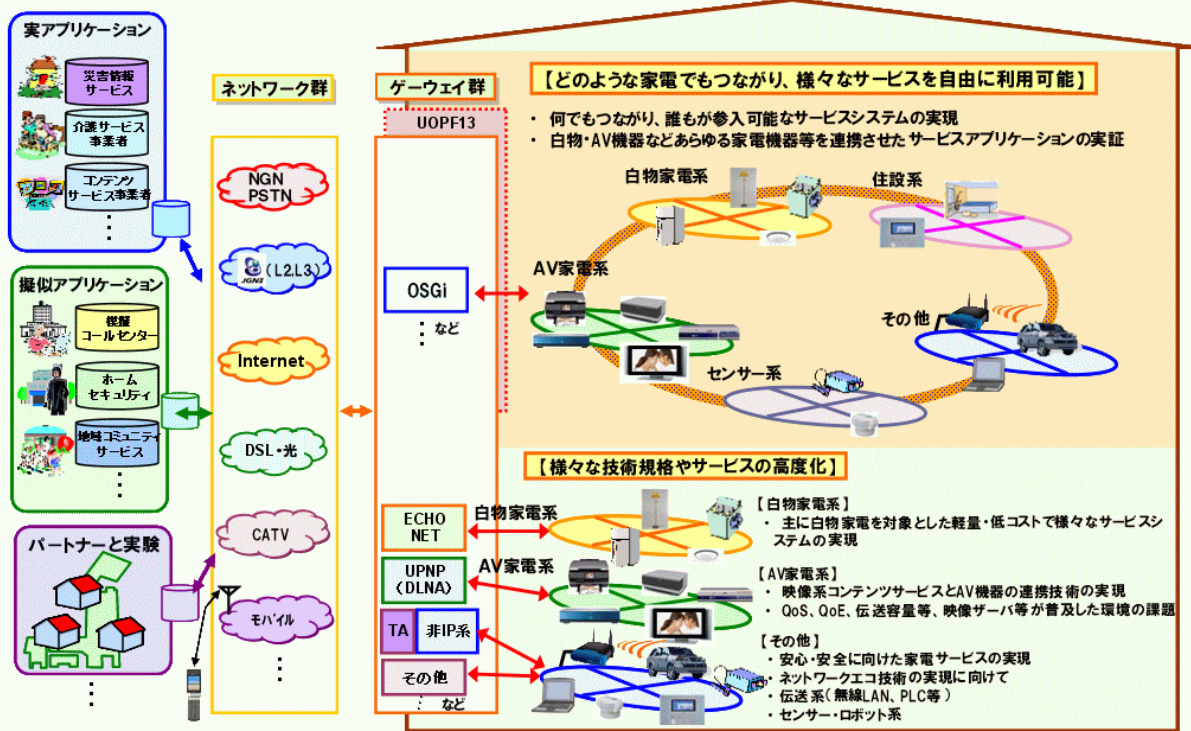 実アプリケーション
災害情報
サービス
介護サービス
事業者
コンテンツ
サービス事業者
擬似アプリケーション
模擬
コールセンター
ホーム
セキュリティ
地域コミュニティ
サービス
パートナーと実験
ネットワーク群
NGN
PSTN
JGN2 (L2,L3)
Internet
DSL・光
CATV
モバイル
ゲーウェイ群
UOPF13
OSGi
など
ECHO
NET
UPNP
(DLNA)
TA 非IP系
その他
など
【どのような家電でもつながり、様々なサービスを自由に利用可能】
・ 何でもつながり、誰もが参入可能なサービスシステムの実現
・ 白物・AV機器などあらゆる家電機器等を連携させたサービスアプリケーションの実証
白物家電系
住設系
AV家電系
その他
センサー系
【様々な技術規格やサービスの高度化】
白物家電系
AV家電系
【白物家電系】
・ 主に白物家電を対象とした軽量・低コストで様々なサービスシ
ステムの実現
【AV家電系】
・ 映像系コンテンツサービスとAV機器の連携技術の実現
・ QoS、QoE、伝送容量等、映像サーバ等が普及した環境の課題
【その他】
・ 安心・安全に向けた家電サービスの実現
・ ネットワークエコ技術の実現に向けて
・ 伝送系(無線LAN、PLC等)
・ センサー・ロボット系